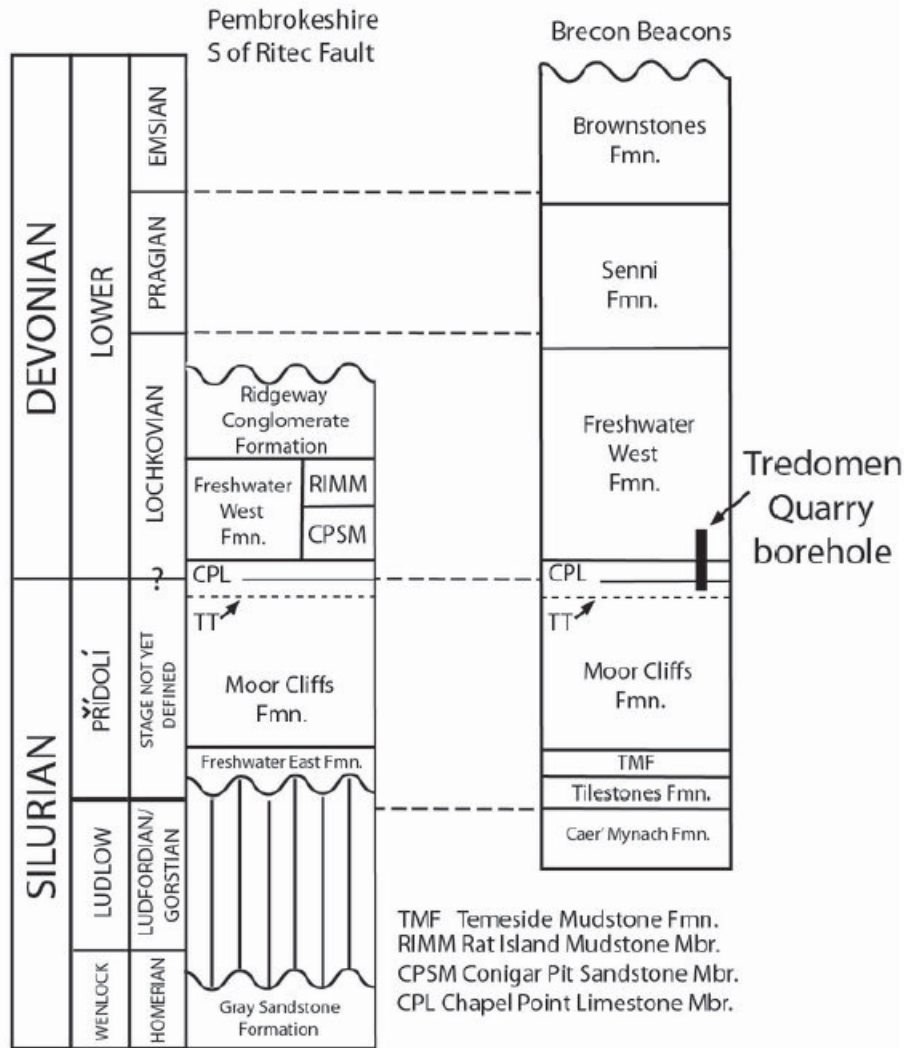 Pembrokeshire
S of Ritec Fault
Brecon Beacons
DEVONIAN
LOWER
EMSIAN
PRAGIAN
LOCHKOVIAN
?
SILURIAN
PŘÍDOLÍ
STAGE NOT YET
DEFINED
LUDLOW
LUDFORDIAN/
GORSTIAN
WENLOCK
HOMERIAN
Ridgeway
Conglomerate
Formation
Freshwater
West
Fmn.
RIMM
CPSM
CPL
TT
Moor Cliffs
Fmn.
Freshwater East Fmn.
Gray Sandstone
Formation
Brownstones
Fmn.
Senni
Fmn.
Freshwater
West
Fmn.
CPL
TT
Moor Cliffs
Fmn.
TMF
Tilestones Fmn.
Caer' Mynach Fmn.
Tredomen
Quarry
borehole
TMF Temeside Mudstone Fmn.
RIMM Rat Island Mudstone Mbr.
CPSM Conigar Pit Sandstone Mbr.
CPL Chapel Point Limestone Mbr.